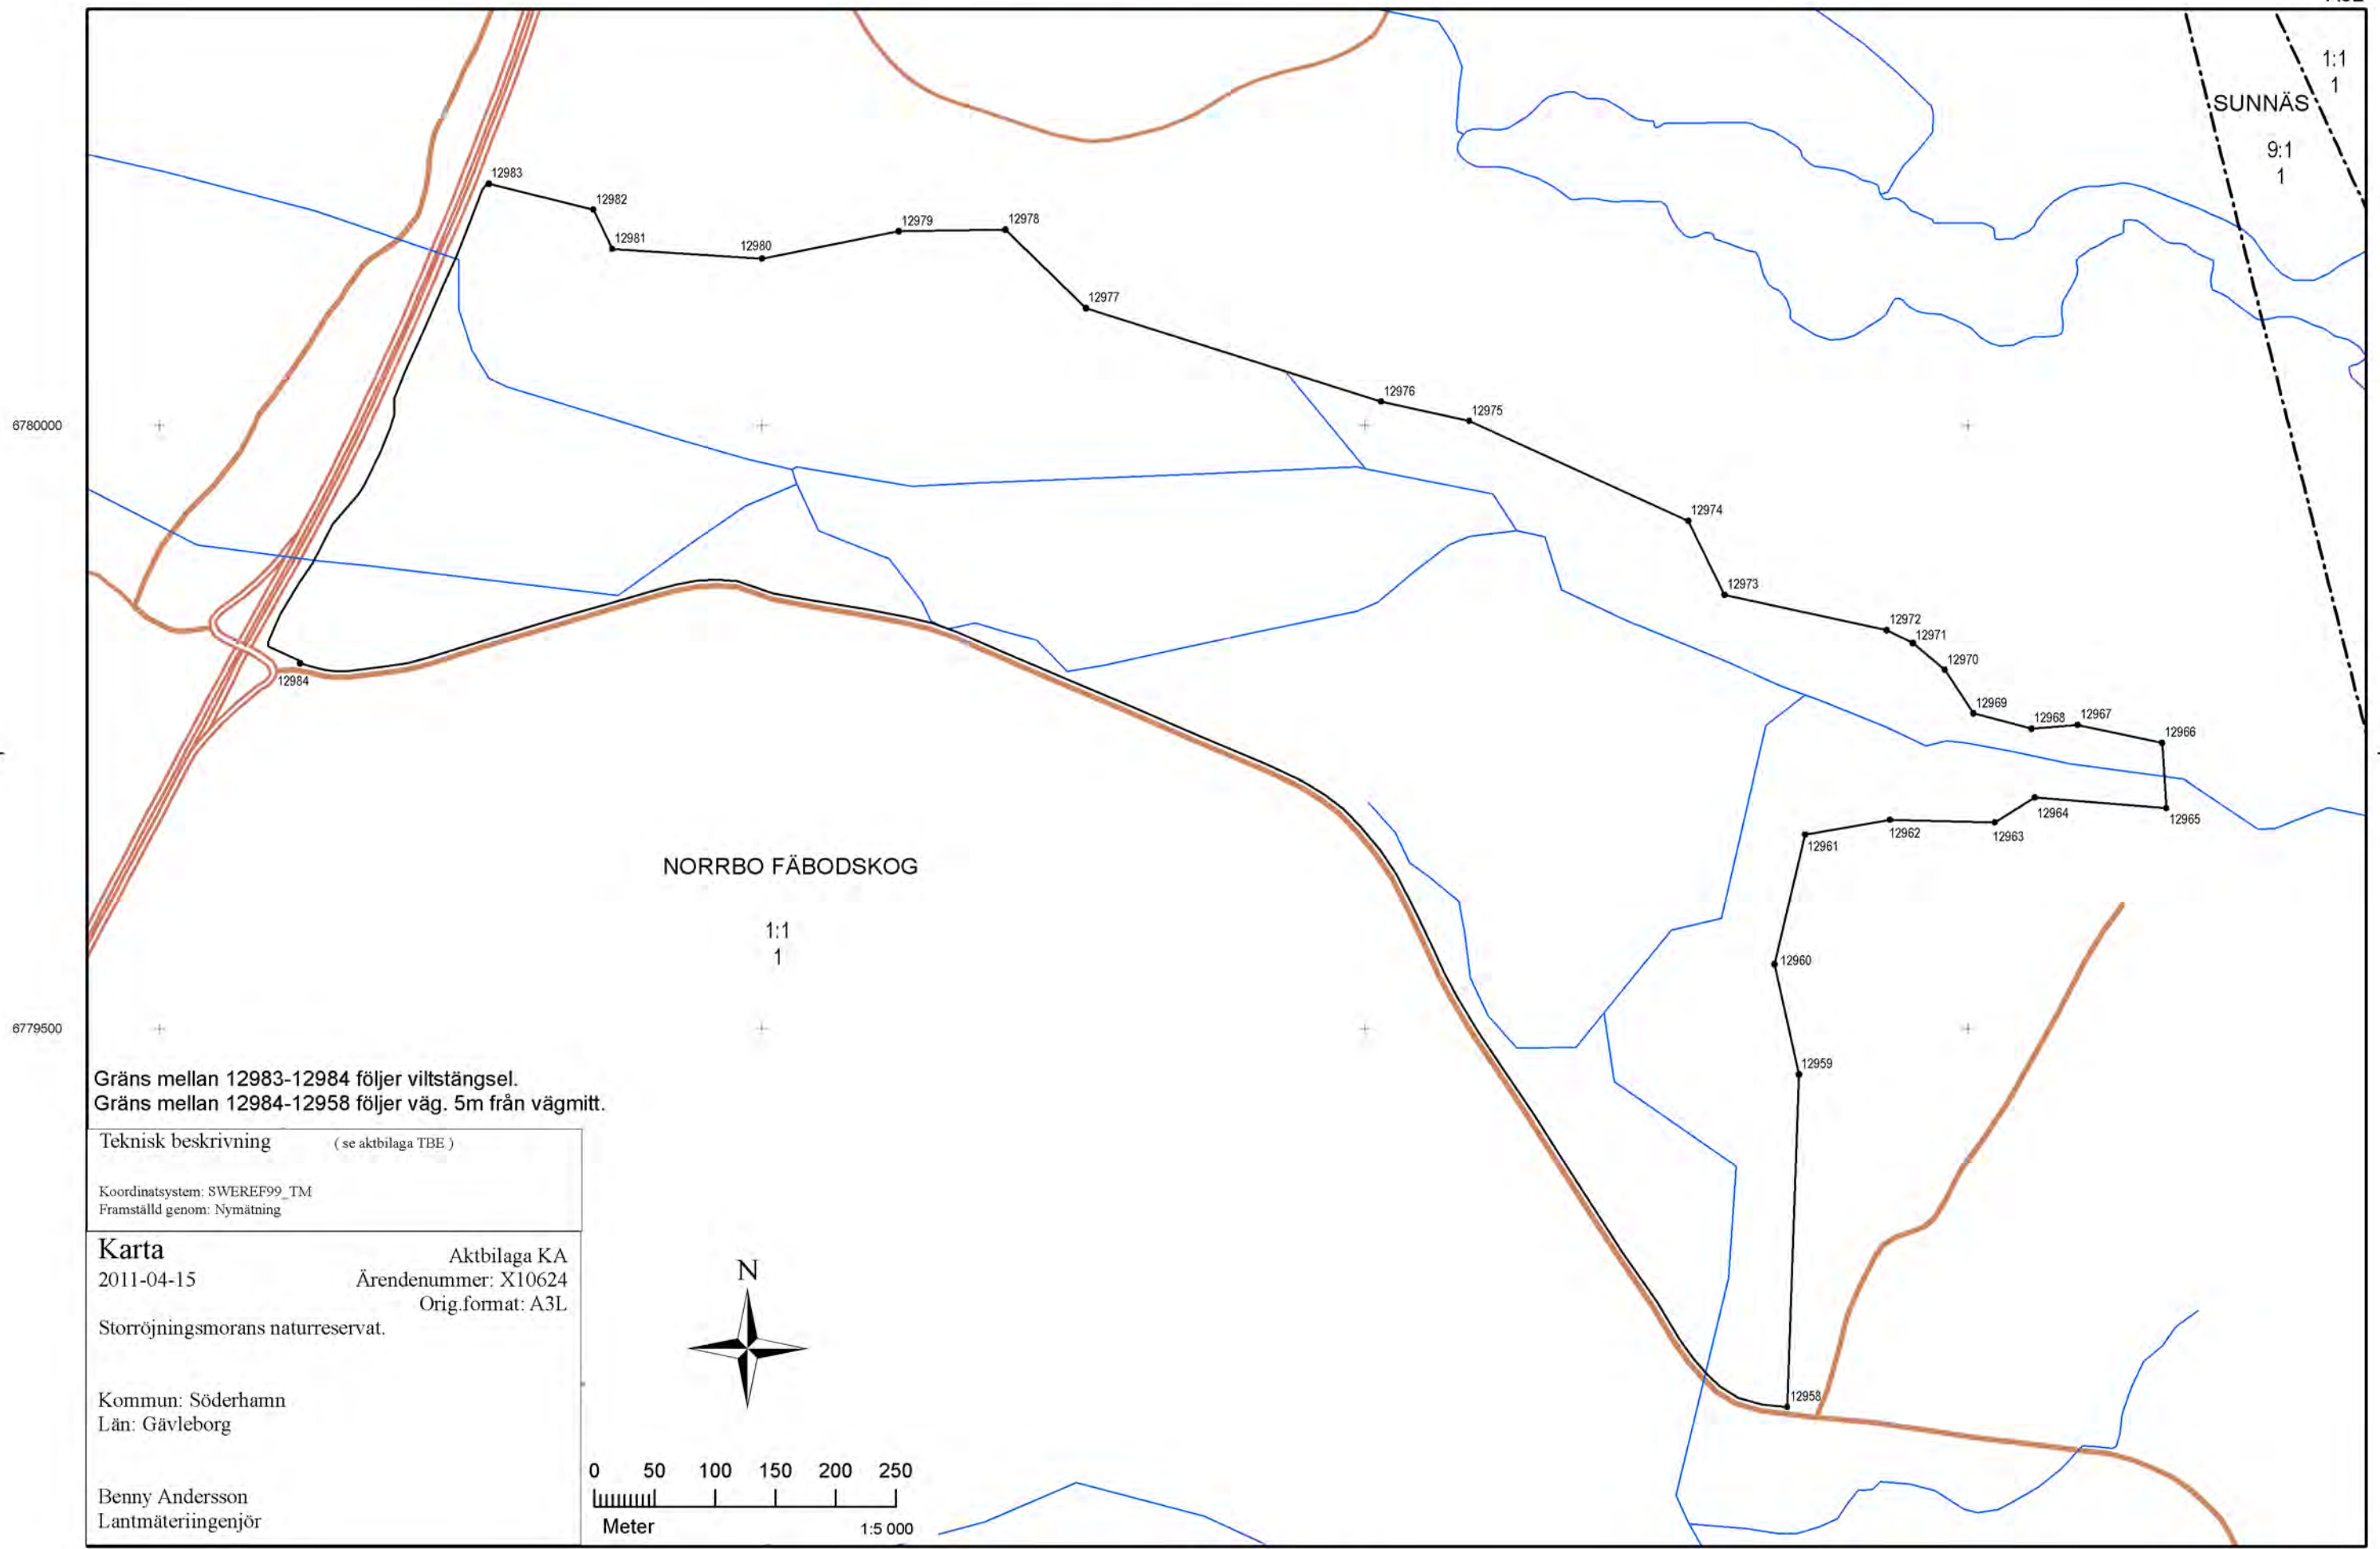 1:1
1
SUNNÄS
9:1
1
12983
12982
12981
12980
12979
12978
12977
12976
12975
6780000
12974
12973
12972
12971
12970
12969
12968
12967
12966
12984
12965
12964
12963
12962
12961
NORRBO FÄBODSKOG
1:1
1
12960
6779500
12959
Gräns mellan 12983-12984 följer viltstängsel.
Gräns mellan 12984-12958 följer väg. 5m från vägmitt.
Teknisk beskrivning ( se aktbilaga TBE )
Koordinatsystem: SWEREF99_TM
Framställd genom: Nymätning
Karta
Aktbilaga KA
2011-04-15
Ärendenummer: X10624
Orig.format: A3L
Storröjningsmorans naturreservat.
Kommun: Söderhamn
Län: Gävleborg
Benny Andersson
Lantmäteriingenjör
N
12958
0 50 100 150 200 250
Meter 1:5 000